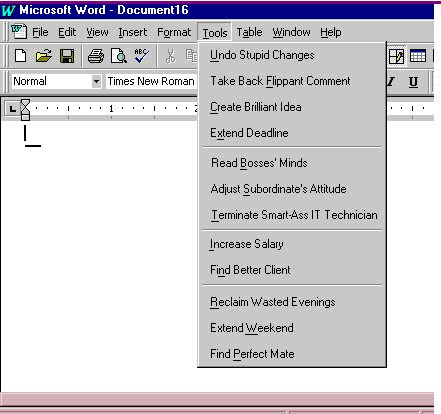 Microsoft Word - Document16
File Edit View Insert Format Tools Table Window Help
Normal Times New Roman I U
1
Undo Stupid Changes
Take Back Flippant Comment
Create Brilliant Idea
Extend Deadline
Read Bosses' Minds
Adjust Subordinate's Attitude
Terminate Smart-Ass IT Technician
Increase Salary
Find Better Client
Reclaim Wasted Evenings
Extend Weekend
Find Perfect Mate